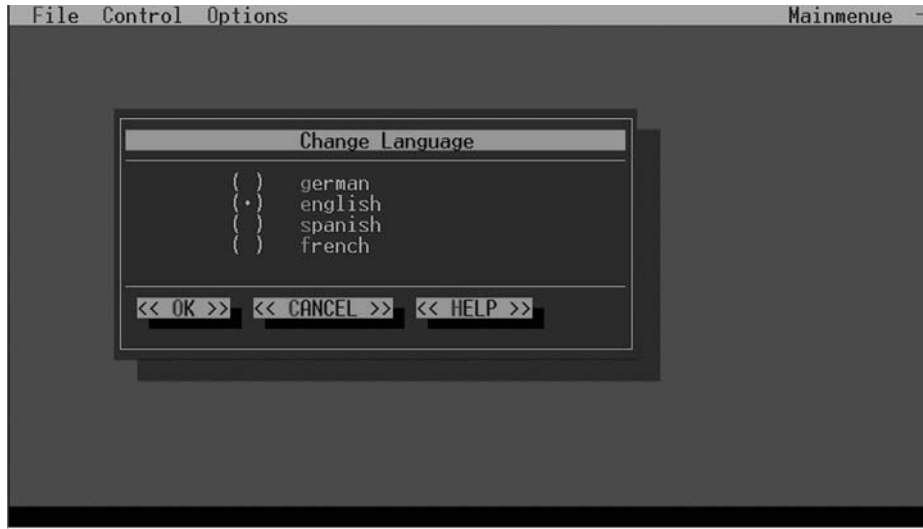 File Control Options Mainmenue
Change Language
( ) german
(•) english
( ) spanish
( ) french
<< OK >> << CANCEL >> << HELP >>